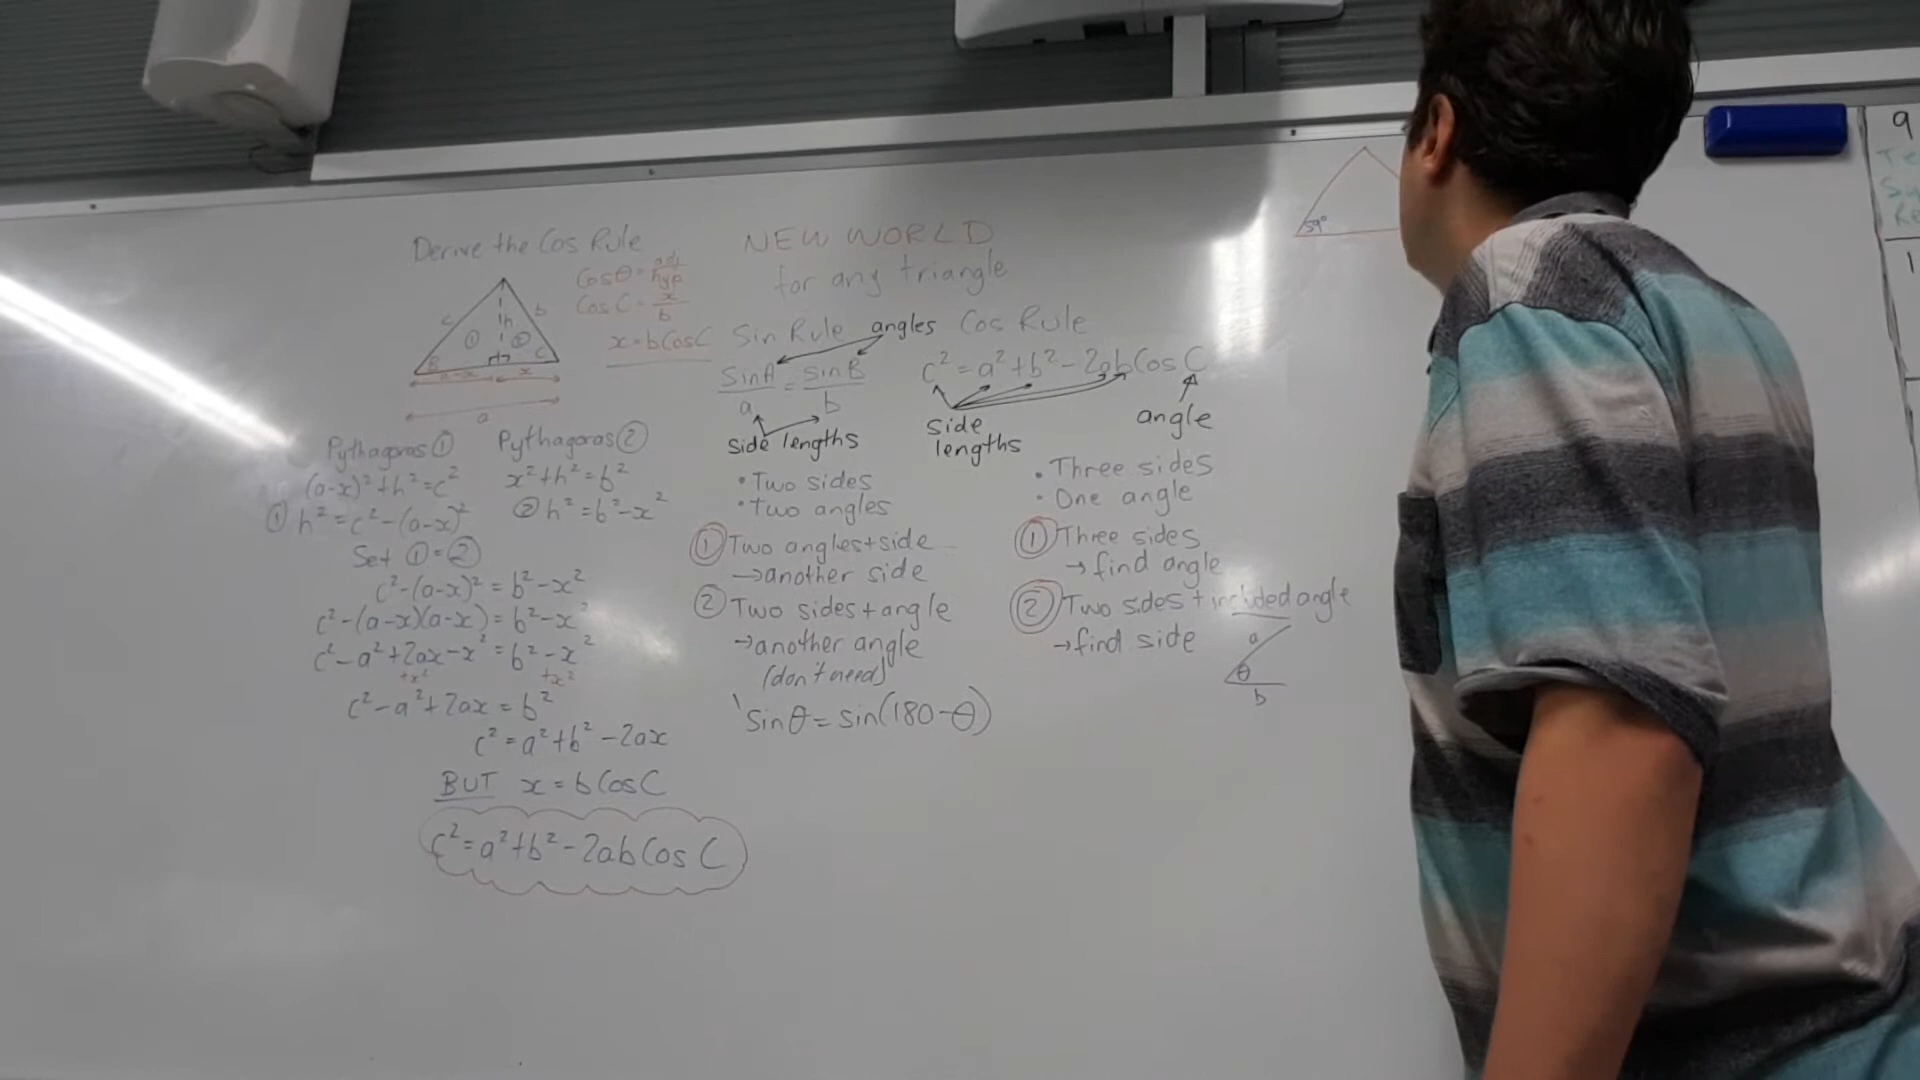 Derive the Cos Rule
Cosθ = adj/hyp
Cos C = x/b
x = b Cos C
c
h
b
① ②
B
C
a-x
x
a
Pythagoras ①
(a-x)² + h² = c²
① h² = c² - (a-x)²
Pythagoras ②
x² + h² = b²
② h² = b² - x²
Set ① = ②
c² - (a-x)² = b² - x²
c² - (a-x)(a-x) = b² - x²
c² - a² + 2ax - x² = b² - x²
+x² +x²
c² - a² + 2ax = b²
c² = a² + b² - 2ax
BUT x = b Cos C
c² = a² + b² - 2ab Cos C
NEW WORLD
for any triangle
Sin Rule
angles
SinA/a = sinB/b
side lengths
• Two sides
• two angles
① Two angles + side
→ another side
② Two sides + angle
→ another angle
(don't need)
sin θ = sin(180 - θ)
Cos Rule
c² = a² + b² - 2ab Cos C
side
lengths
angle
• Three sides
• One angle
① Three sides
→ find angle
② Two sides + included angle
→ find side
a
θ
b
59°
9
1